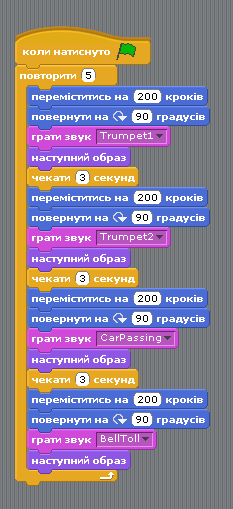 коли натиснуто
повторити 5
переміститись на 200 кроків
повернути на 90 градусів
грати звук Trumpet1
наступний образ
чекати 3 секунд
переміститись на 200 кроків
повернути на 90 градусів
грати звук Trumpet2
наступний образ
чекати 3 секунд
переміститись на 200 кроків
повернути на 90 градусів
грати звук CarPassing
наступний образ
чекати 3 секунд
переміститись на 200 кроків
повернути на 90 градусів
грати звук BellToll
наступний образ